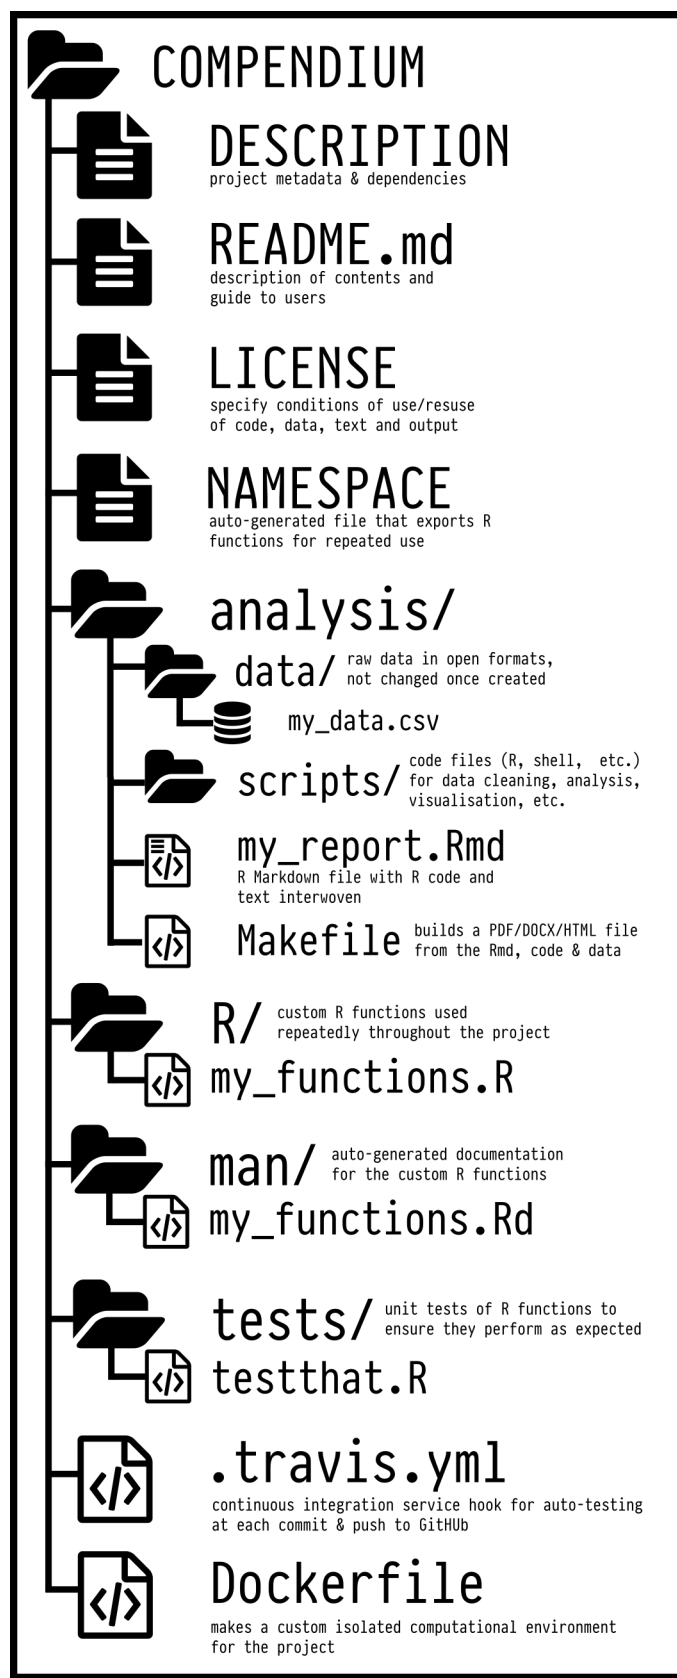 COMPENDIUM
DESCRIPTION
project metadata & dependencies
README.md
description of contents and
guide to users
LICENSE
specify conditions of use/resuse
of code, data, text and output
NAMESPACE
auto-generated file that exports R
functions for repeated use
analysis/
data/ raw data in open formats,
not changed once created
my_data.csv
scripts/ code files (R, shell, etc.)
for data cleaning, analysis,
visualisation, etc.
my_report.Rmd
R Markdown file with R code and
text interwoven
Makefile builds a PDF/DOCX/HTML file
from the Rmd, code & data
R/ custom R functions used
repeatedly throughout the project
my_functions.R
man/ auto-generated documentation
for the custom R functions
my_functions.Rd
tests/ unit tests of R functions to
ensure they perform as expected
testthat.R
.travis.yml
continuous integration service hook for auto-testing
at each commit & push to GitHUb
Dockerfile
makes a custom isolated computational environment
for the project